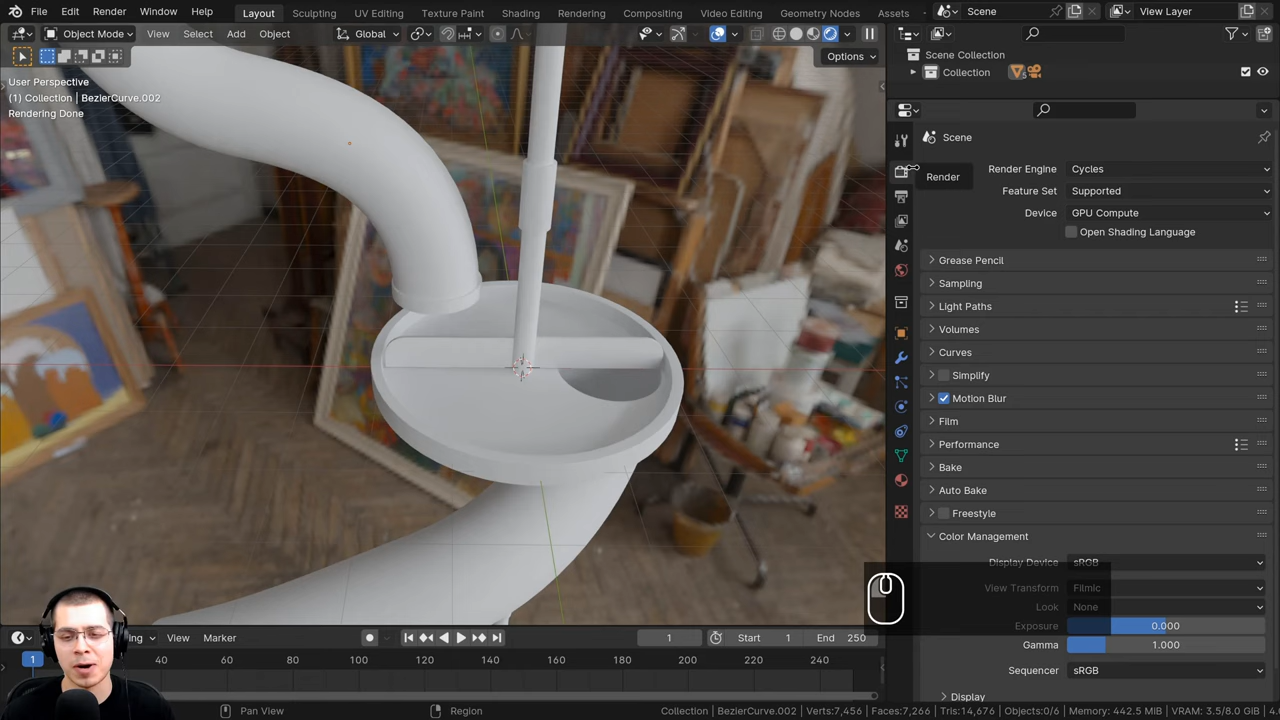 File Edit Render Window Help Layout Sculpting UV Editing Texture Paint Shading Rendering Compositing Video Editing Geometry Nodes Assets Scene View Layer
Object Mode View Select Add Object Global
Options
User Perspective
(1) Collection | BezierCurve.002
Rendering Done
Scene Collection
Collection 5
Scene
Render
Render Engine Cycles
Feature Set Supported
Device GPU Compute
Open Shading Language
Grease Pencil
Sampling
Light Paths
Volumes
Curves
Simplify
Motion Blur
Film
Performance
Bake
Auto Bake
Freestyle
Color Management
Display Device sRGB
View Transform Filmic
Look None
Exposure 0.000
Gamma 1.000
Sequencer sRGB
Display
View Marker 1 Start 1 End 250
1 40 60 80 100 120 140 160 180 200 220 240
Pan View Region Collection | BezierCurve.002 Verts:7,456 Faces:7,266 Tris:14,676 Objects:0/6 Memory: 442.5 MiB VRAM: 3.5/8.0 GiB